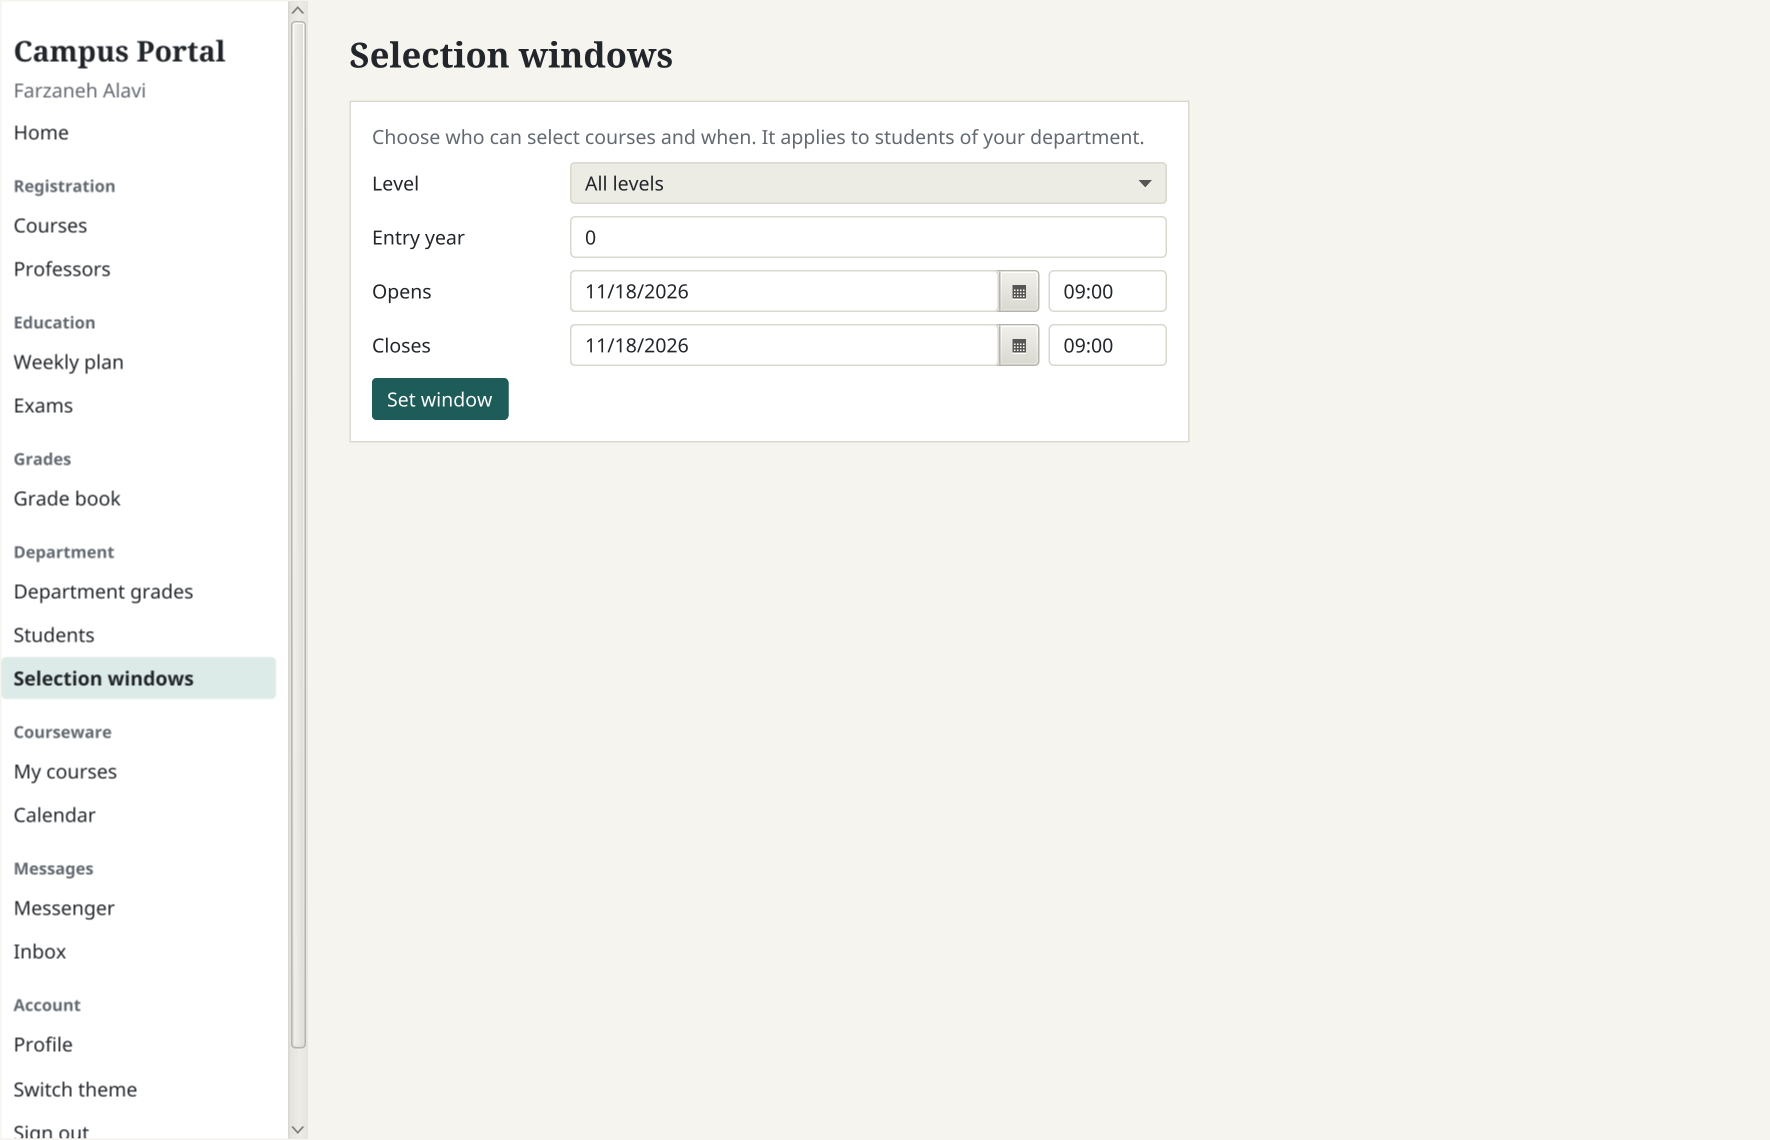 Campus Portal
Farzaneh Alavi
Home
Registration
Courses
Professors
Education
Weekly plan
Exams
Grades
Grade book
Department
Department grades
Students
Selection windows
Courseware
My courses
Calendar
Messages
Messenger
Inbox
Account
Profile
Switch theme
Sign out
Selection windows
Choose who can select courses and when. It applies to students of your department.
Level All levels
Entry year 0
Opens 11/18/2026 09:00
Closes 11/18/2026 09:00
Set window